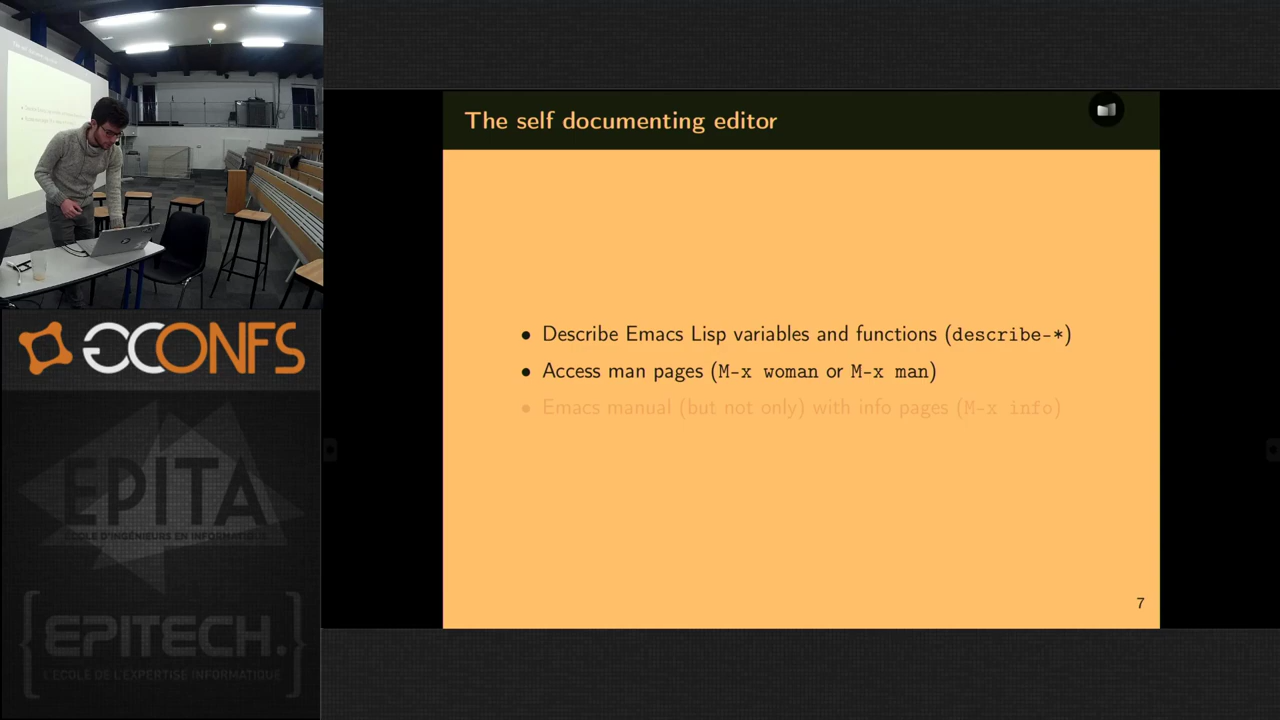 The self documenting editor
• Describe Emacs Lisp variables and functions (describe-*)
• Access man pages (M-x woman or M-x man)
• Emacs manual (but not only) with info pages (M-x info)
7
GCONFS
EPITA
ÉCOLE D'INGÉNIEURS EN INFORMATIQUE
{EPITECH.}
L'ÉCOLE DE L'EXPERTISE INFORMATIQUE